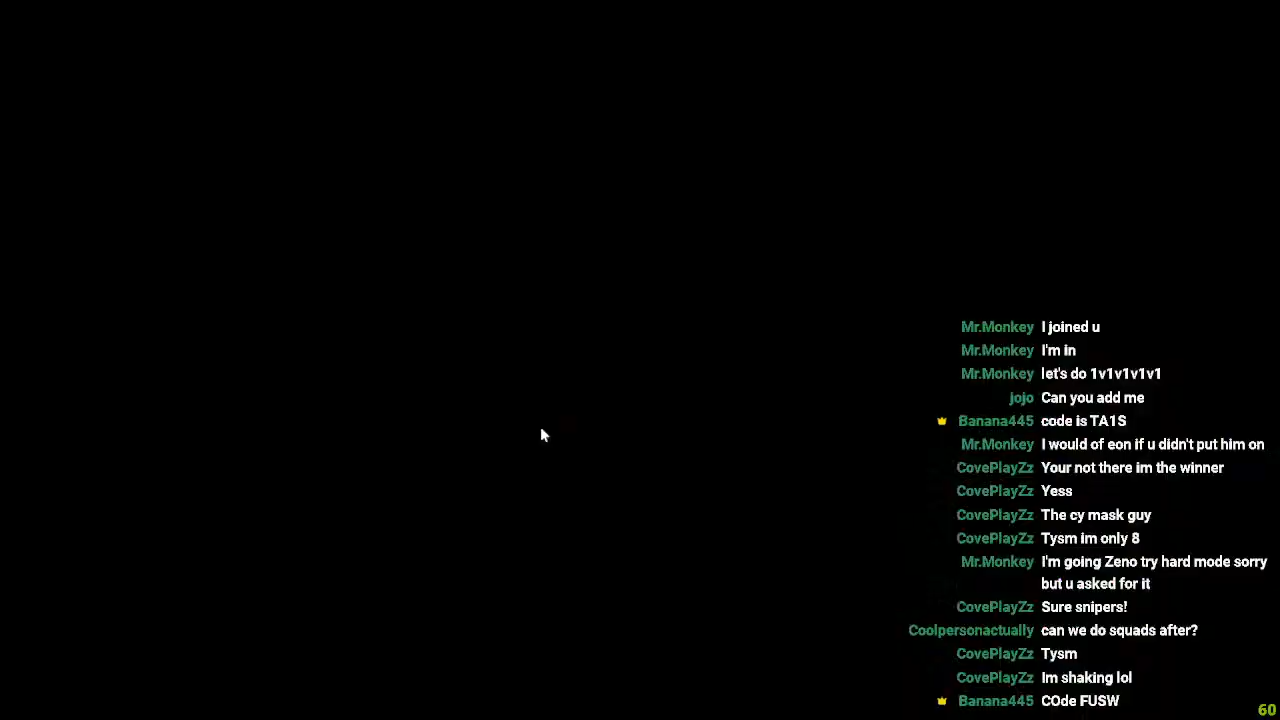 Mr.Monkey I joined u
Mr.Monkey I'm in
Mr.Monkey let's do 1v1v1v1v1
jojo Can you add me
Banana445 code is TA1S
Mr.Monkey I would of eon if u didn't put him on
CovePlayZz Your not there im the winner
CovePlayZz Yess
CovePlayZz The cy mask guy
CovePlayZz Tysm im only 8
Mr.Monkey I'm going Zeno try hard mode sorry
but u asked for it
CovePlayZz Sure snipers!
Coolpersonactually can we do squads after?
CovePlayZz Tysm
CovePlayZz Im shaking lol
Banana445 COde FUSW
60